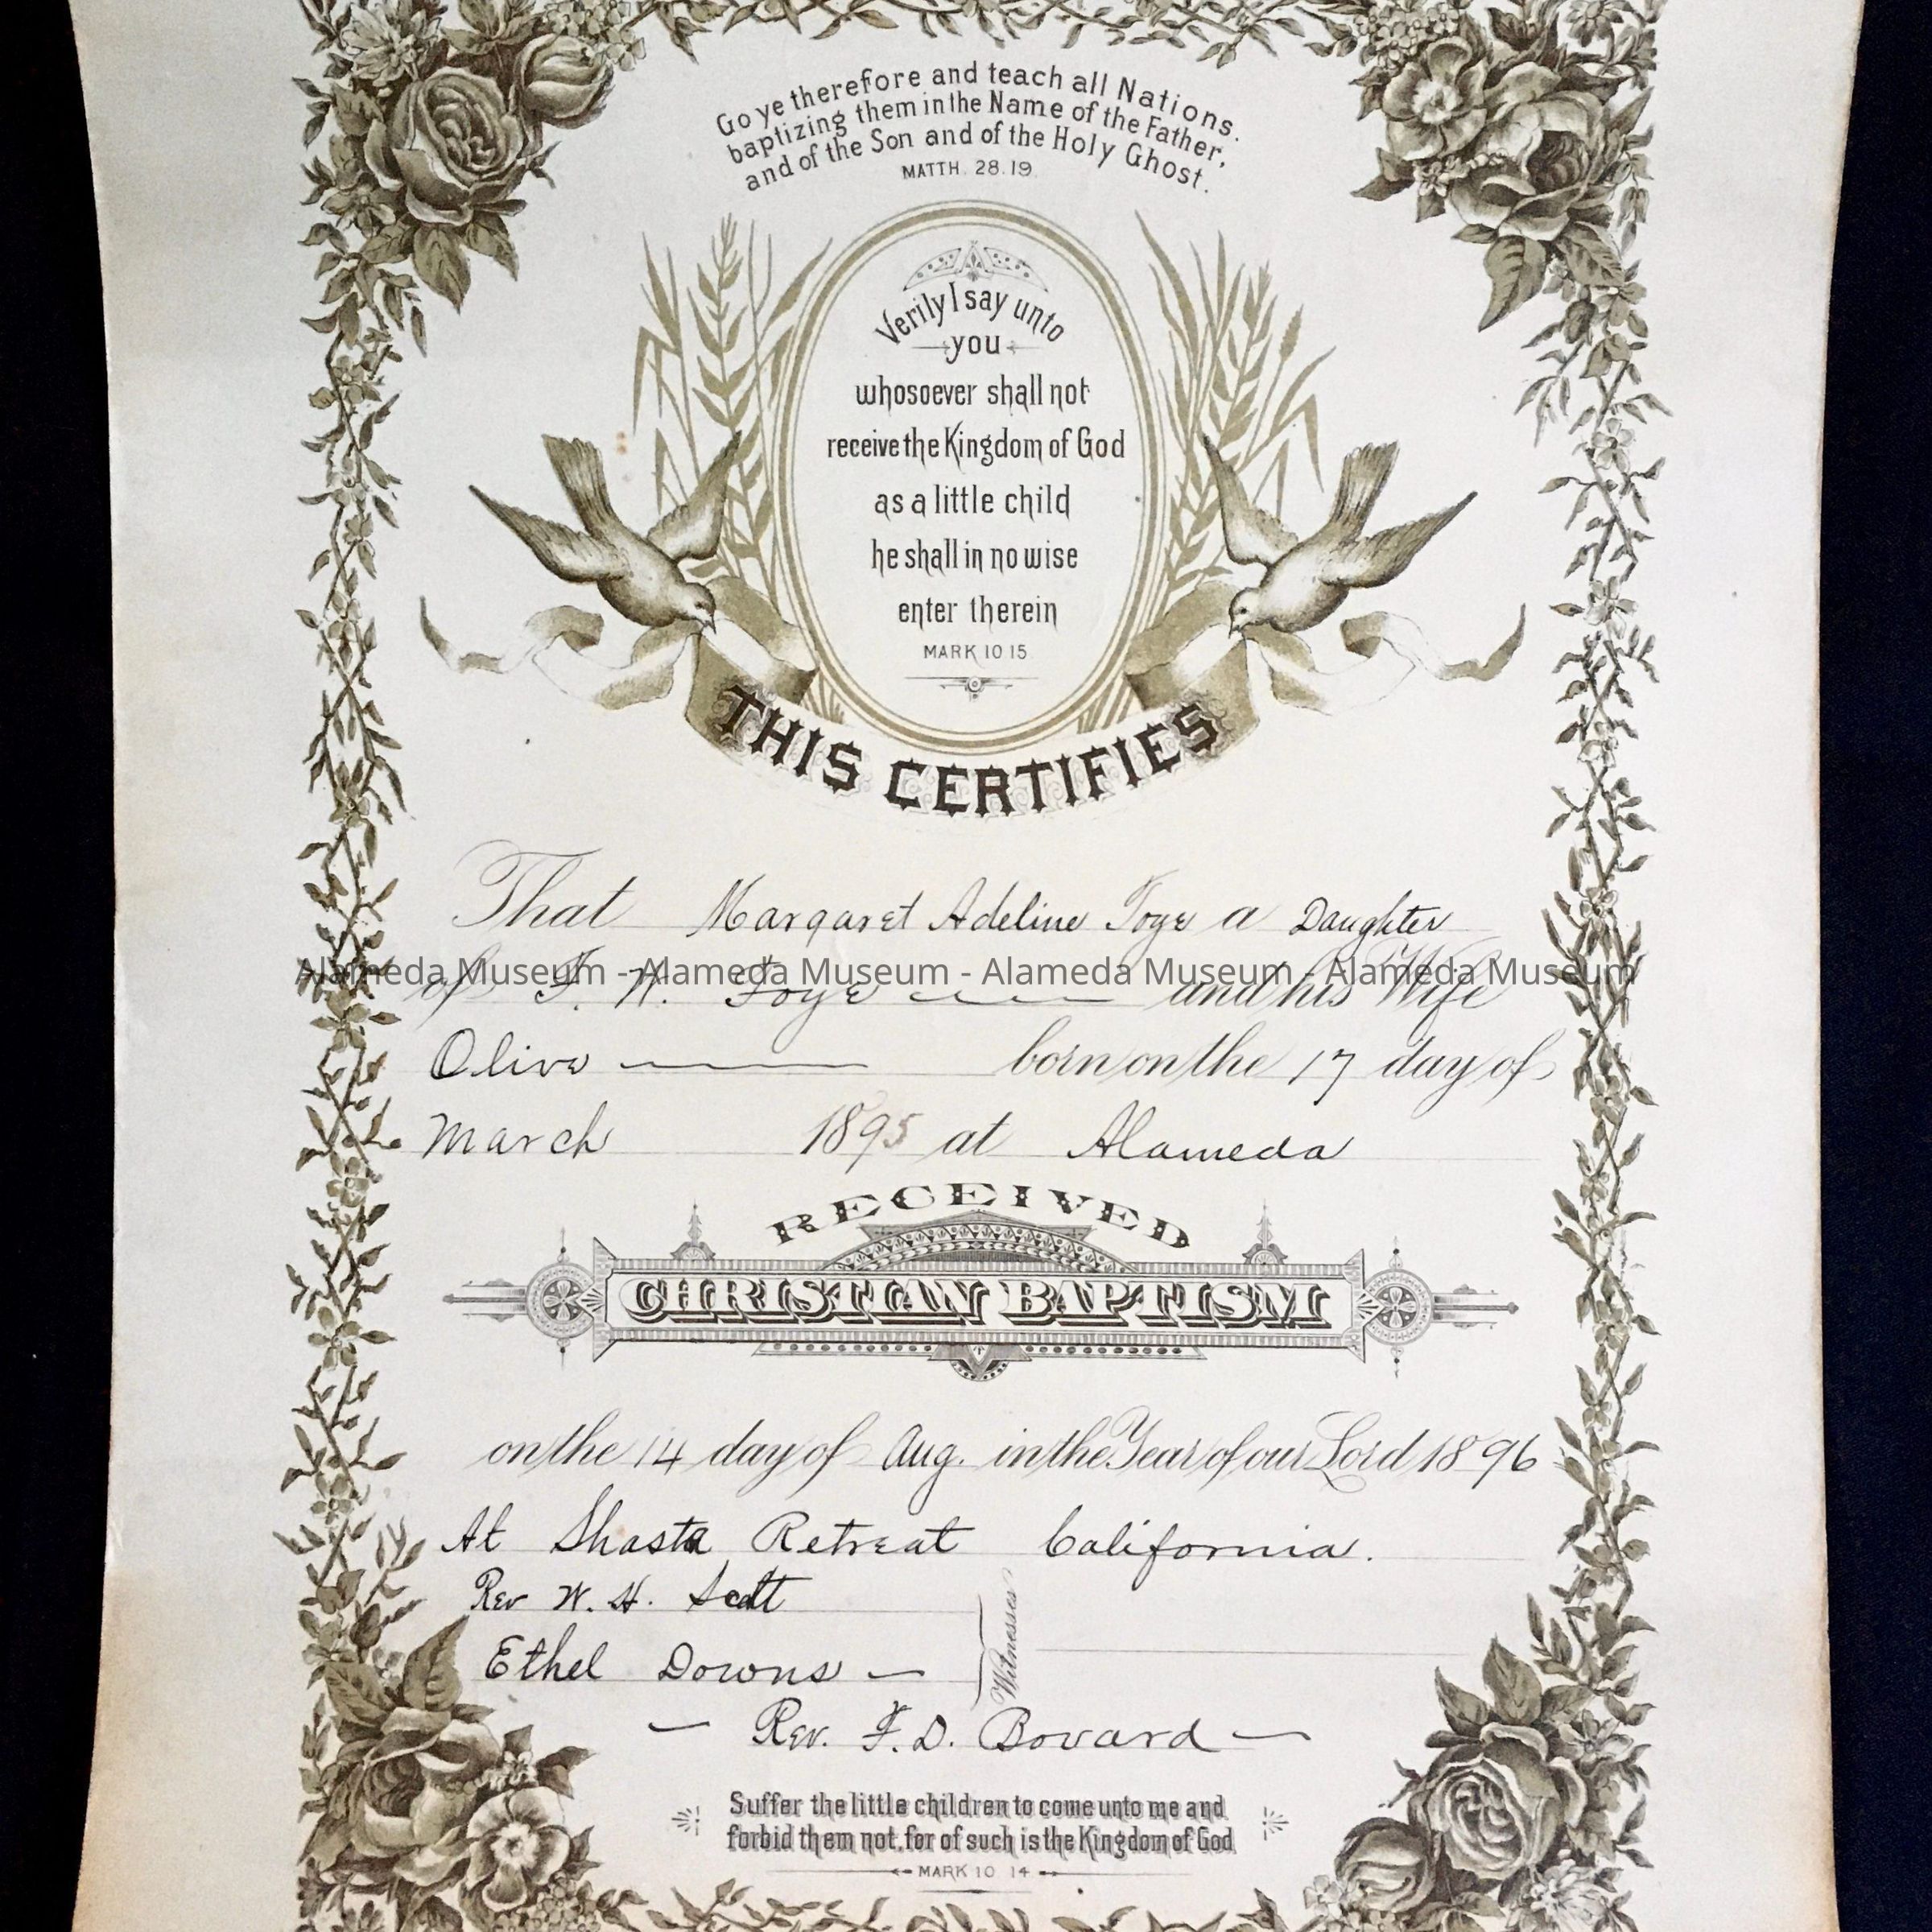 Go ye therefore and teach all Nations.
baptizing them in the Name of the Father,
and of the Son and of the Holy Ghost.
MATTH. 28.19.
Verily I say unto
you
whosoever shall not
receive the Kingdom of God
as a little child
he shall in no wise
enter therein
MARK 10 15
THIS CERTIFIES
That Margaret Adeline Foye a Daughter
Alameda Museum - Alameda Museum - Alameda Museum - Alameda Museum
of F. W. Foye and his Wife
Olive born on the 17 day of
March 1895 at Alameda
RECEIVED
CHRISTIAN BAPTISM
on the 14 day of Aug. in the Year of our Lord 1896
At Shasta Retreat California.
Rev W. H. Scott
Ethel Downs —
Witnesses
— Rev. F. D. Bovard —
Suffer the little children to come unto me and
forbid them not, for of such is the Kingdom of God
MARK 10 14